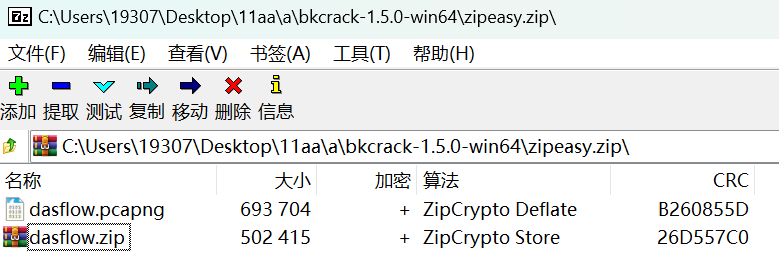 C:\Users\19307\Desktop\11aa\a\bkcrack-1.5.0-win64\zipeasy.zip\
文件(F) 编辑(E) 查看(V) 书签(A) 工具(T) 帮助(H)
添加 提取 测试 复制 移动 删除 信息
C:\Users\19307\Desktop\11aa\a\bkcrack-1.5.0-win64\zipeasy.zip\
名称 大小 加密 算法 CRC
dasflow.pcapng 693 704 + ZipCrypto Deflate B260855D
dasflow.zip 502 415 + ZipCrypto Store 26D557C0